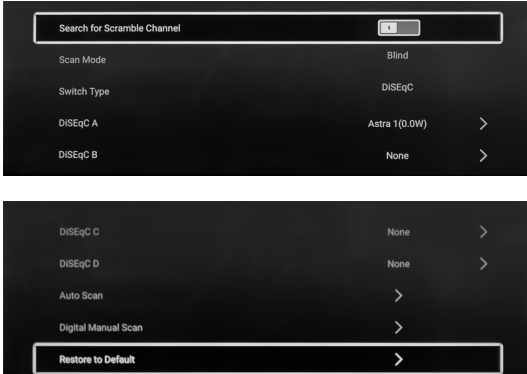 Search for Scramble Channel
Scan Mode Blind
Switch Type DiSEqC
DiSEqC A Astra 1(0.0W)
DiSEqC B None
DiSEqC C None
DiSEqC D None
Auto Scan
Digital Manual Scan
Restore to Default